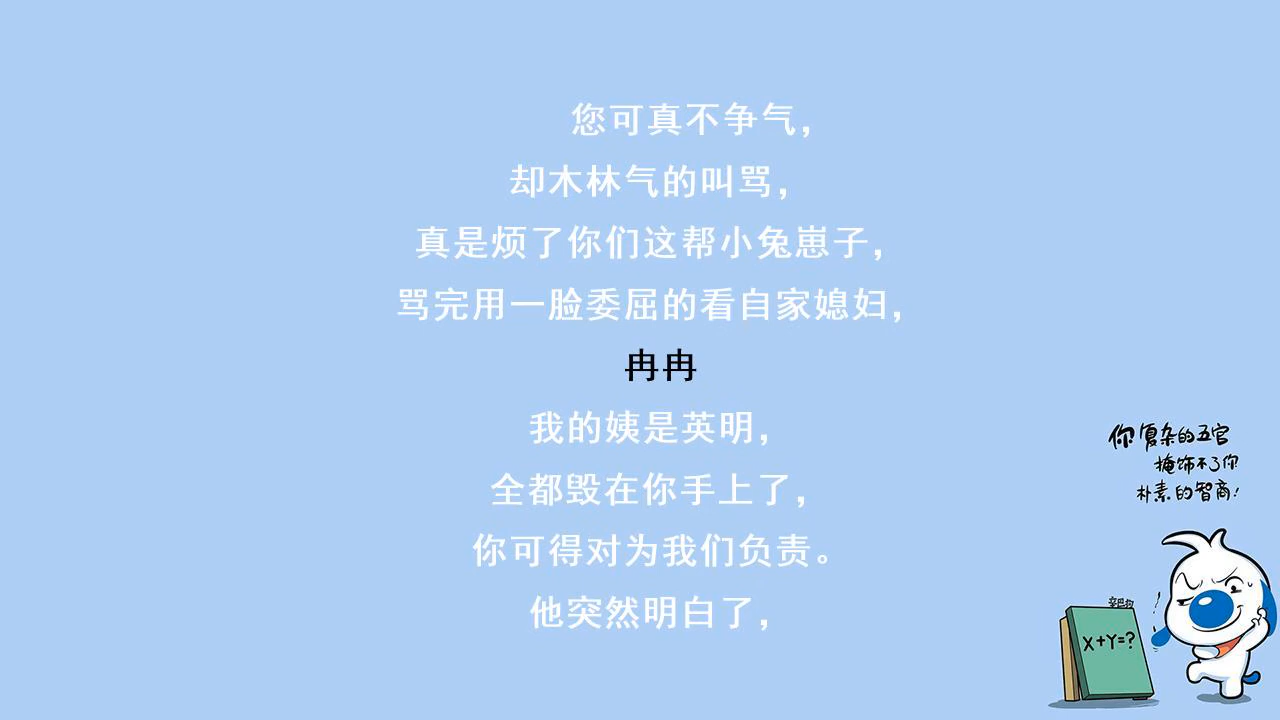 您可真不争气，
却木林气的叫骂，
真是烦了你们这帮小兔崽子，
骂完用一脸委屈的看自家媳妇，
冉冉
我的姨是英明，
全都毁在你手上了，
你可得对为我们负责。
他突然明白了，
你复杂的五官
掩饰不了你
朴素的智商！
X+Y=?